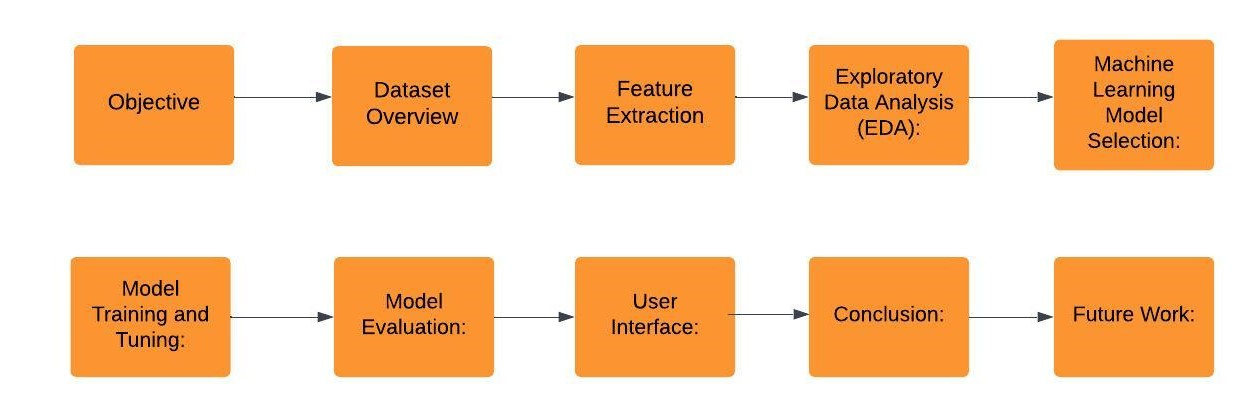 Objective
Dataset
Overview
Feature
Extraction
Exploratory
Data Analysis
(EDA):
Machine
Learning
Model
Selection:
Model
Training and
Tuning:
Model
Evaluation:
User
Interface:
Conclusion:
Future Work: